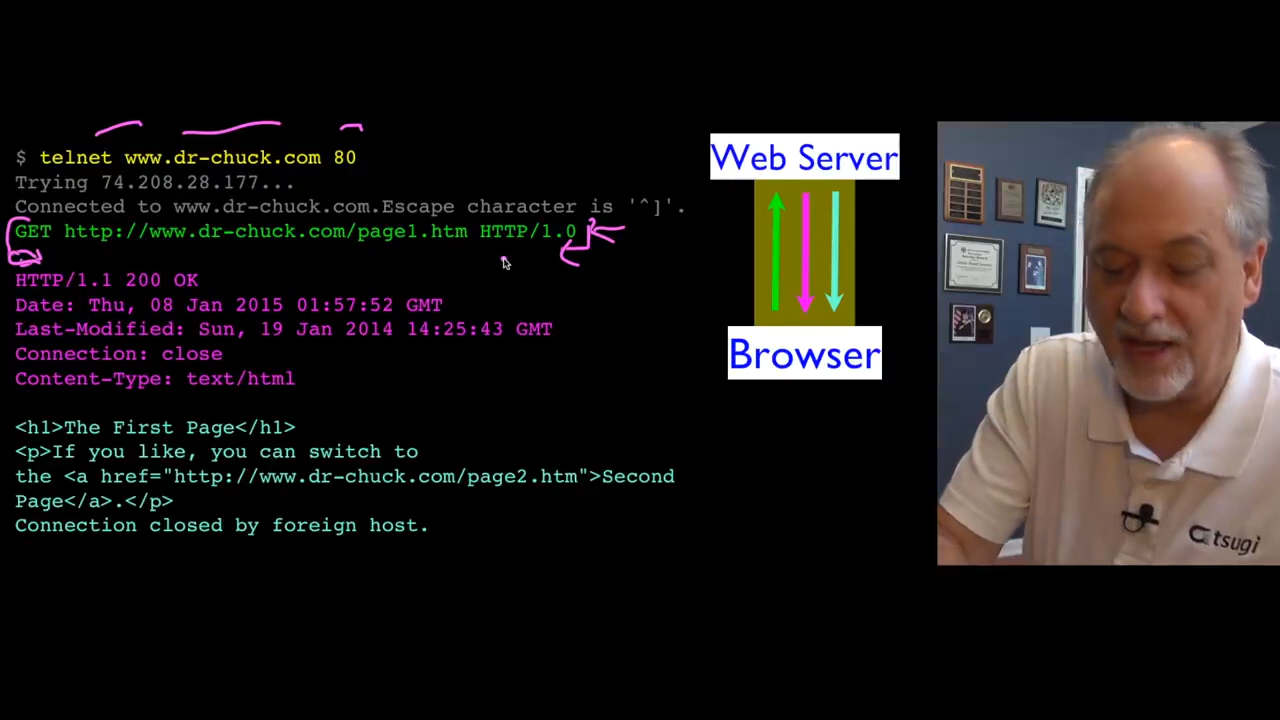 $ telnet www.dr-chuck.com 80
Trying 74.208.28.177...
Connected to www.dr-chuck.com.Escape character is '^]'.
GET http://www.dr-chuck.com/page1.htm HTTP/1.0
HTTP/1.1 200 OK
Date: Thu, 08 Jan 2015 01:57:52 GMT
Last-Modified: Sun, 19 Jan 2014 14:25:43 GMT
Connection: close
Content-Type: text/html
<h1>The First Page</h1>
<p>If you like, you can switch to
the <a href="http://www.dr-chuck.com/page2.htm">Second
Page</a>.</p>
Connection closed by foreign host.
Web Server
Browser
tsugi